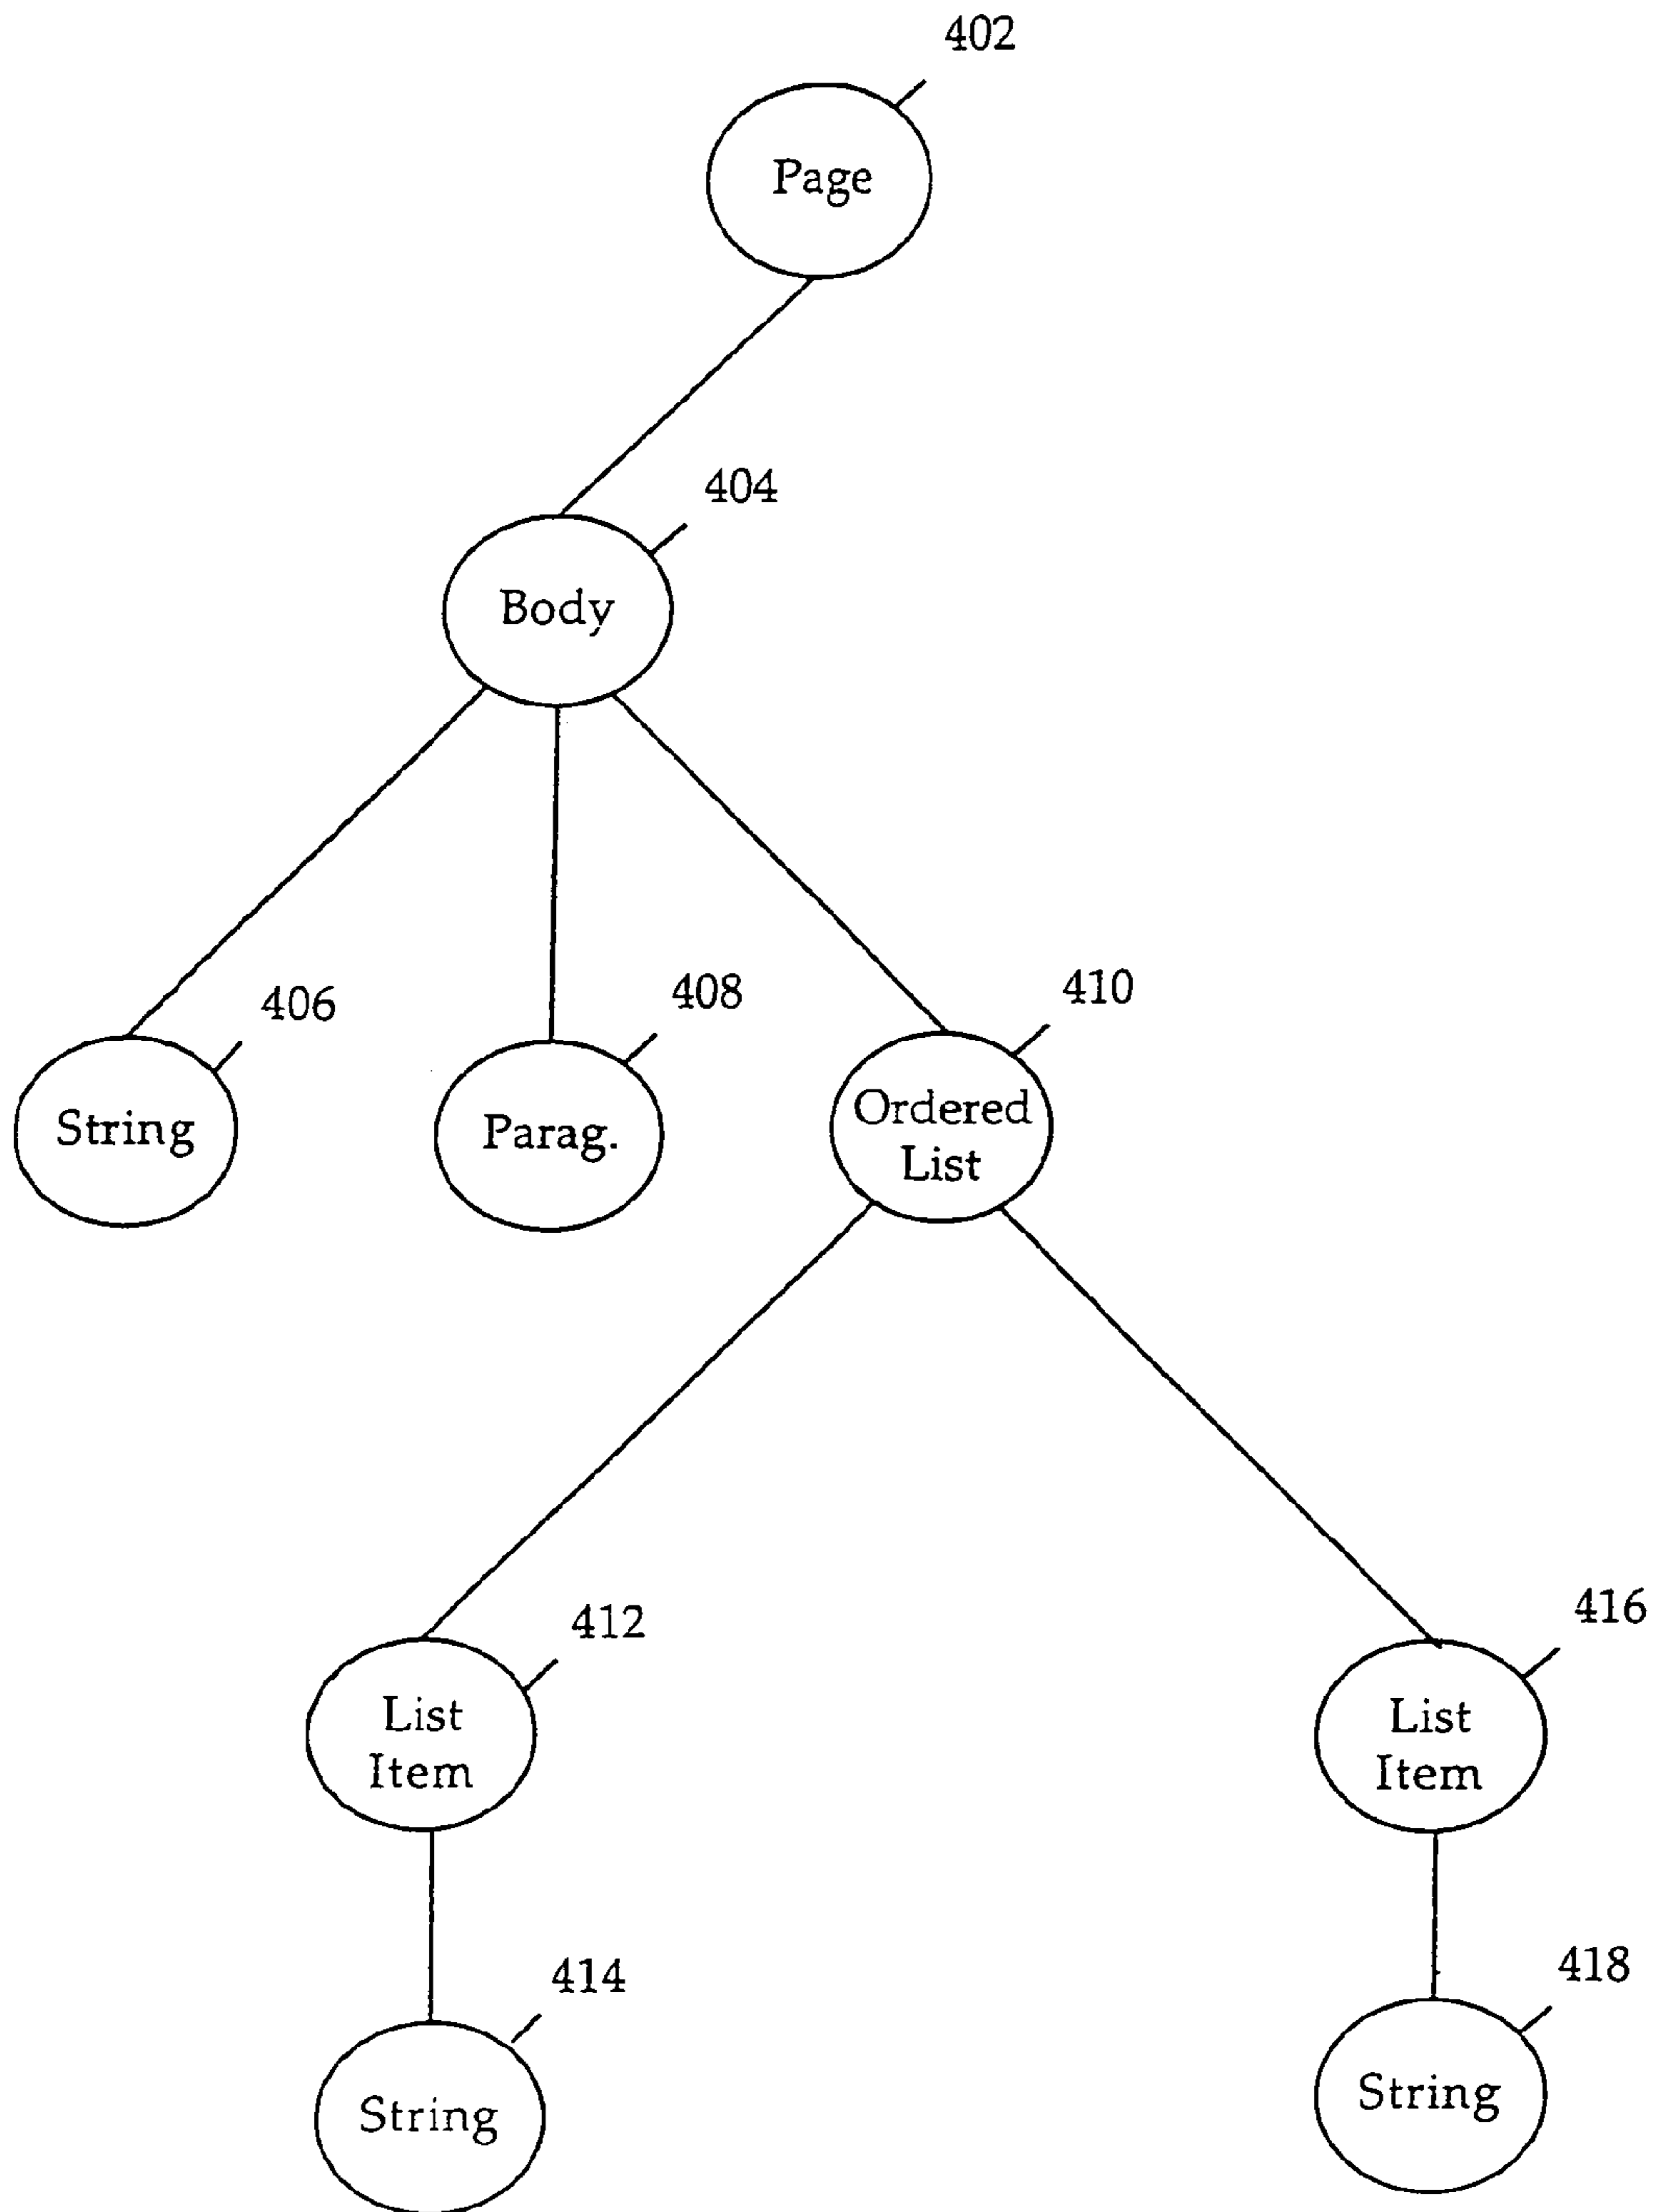 402
Page
404
Body
406
408
410
String
Parag.
Ordered
List
412
416
List
Item
List
Item
414
418
String
String